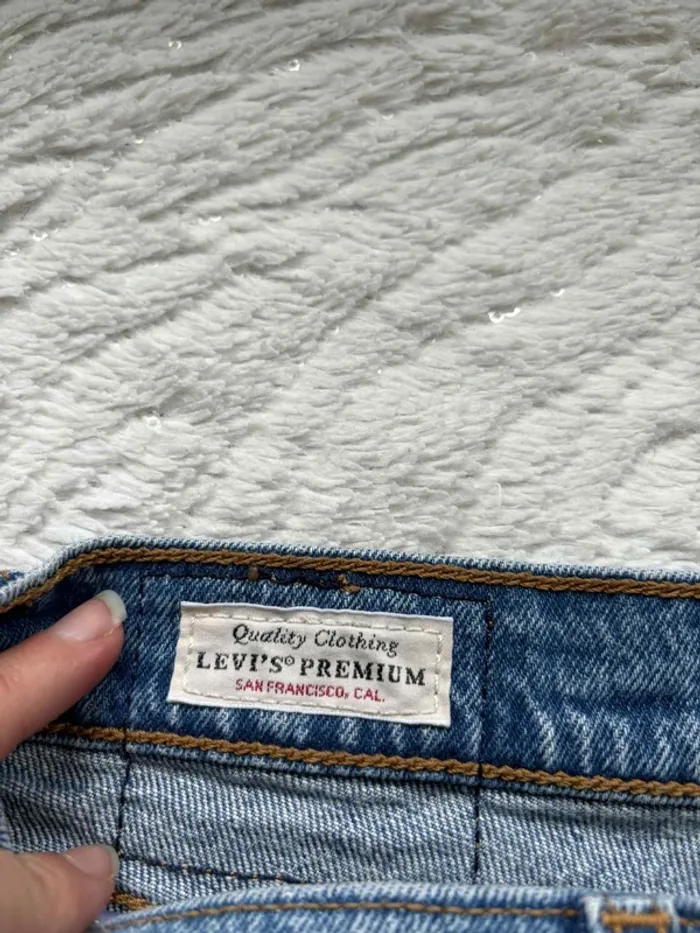 Quality Clothing
LEVI'S® PREMIUM
SAN FRANCISCO, CAL.